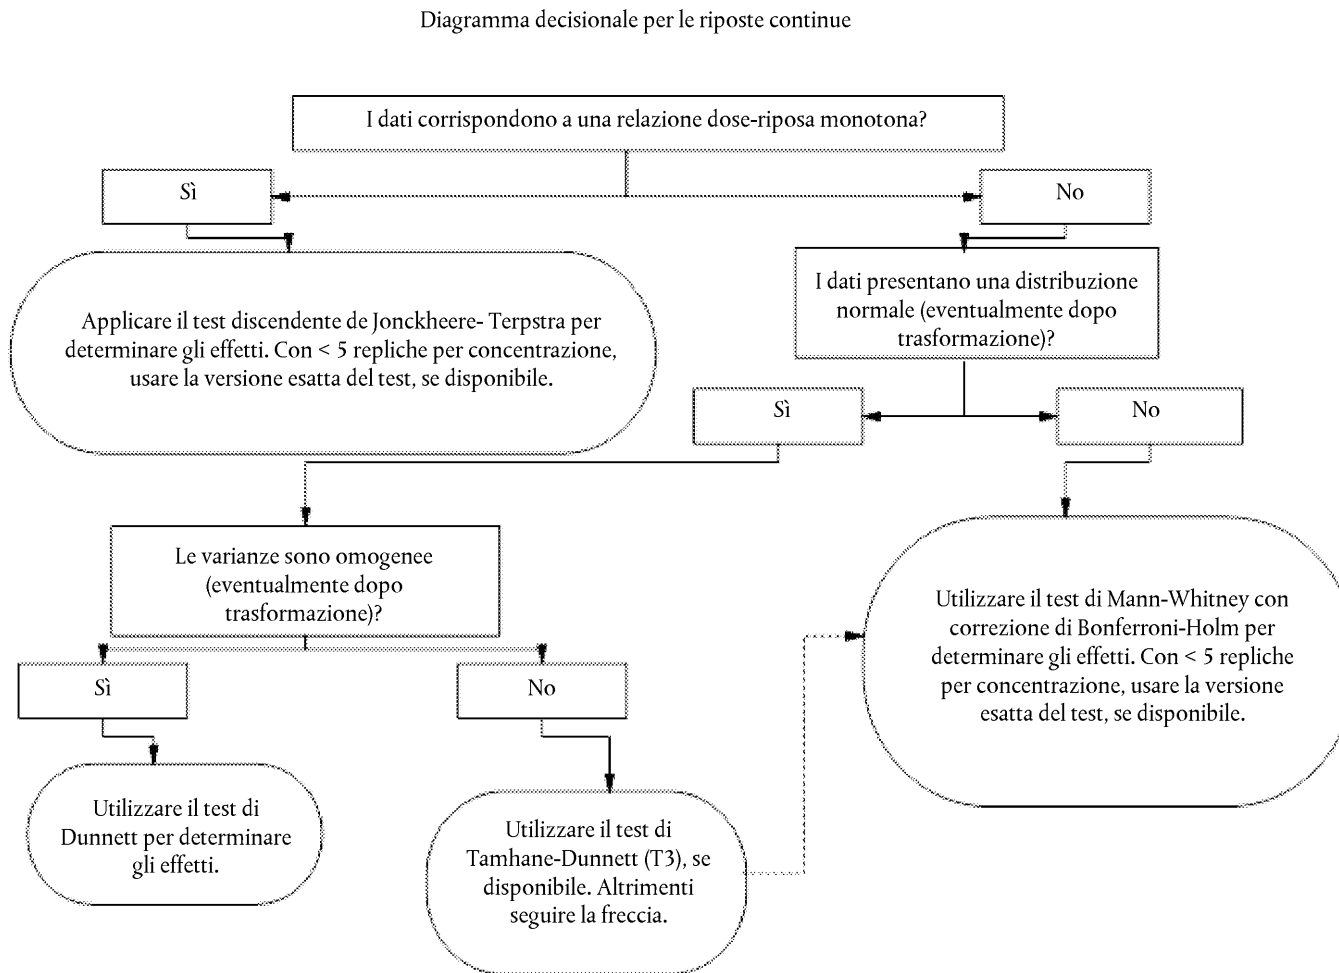 Diagramma decisionale per le riposte continue
I dati corrispondono a una relazione dose-riposa monotona?
Sì
No
Applicare il test discendente de Jonckheere- Terpstra per
determinare gli effetti. Con < 5 repliche per concentrazione,
usare la versione esatta del test, se disponibile.
I dati presentano una distribuzione
normale (eventualmente dopo
trasformazione)?
Sì
No
Le varianze sono omogenee
(eventualmente dopo
trasformazione)?
Utilizzare il test di Mann-Whitney con
correzione di Bonferroni-Holm per
determinare gli effetti. Con < 5 repliche
per concentrazione, usare la versione
esatta del test, se disponibile.
Sì
No
Utilizzare il test di
Dunnett per determinare
gli effetti.
Utilizzare il test di
Tamhane-Dunnett (T3), se
disponibile. Altrimenti
seguire la freccia.